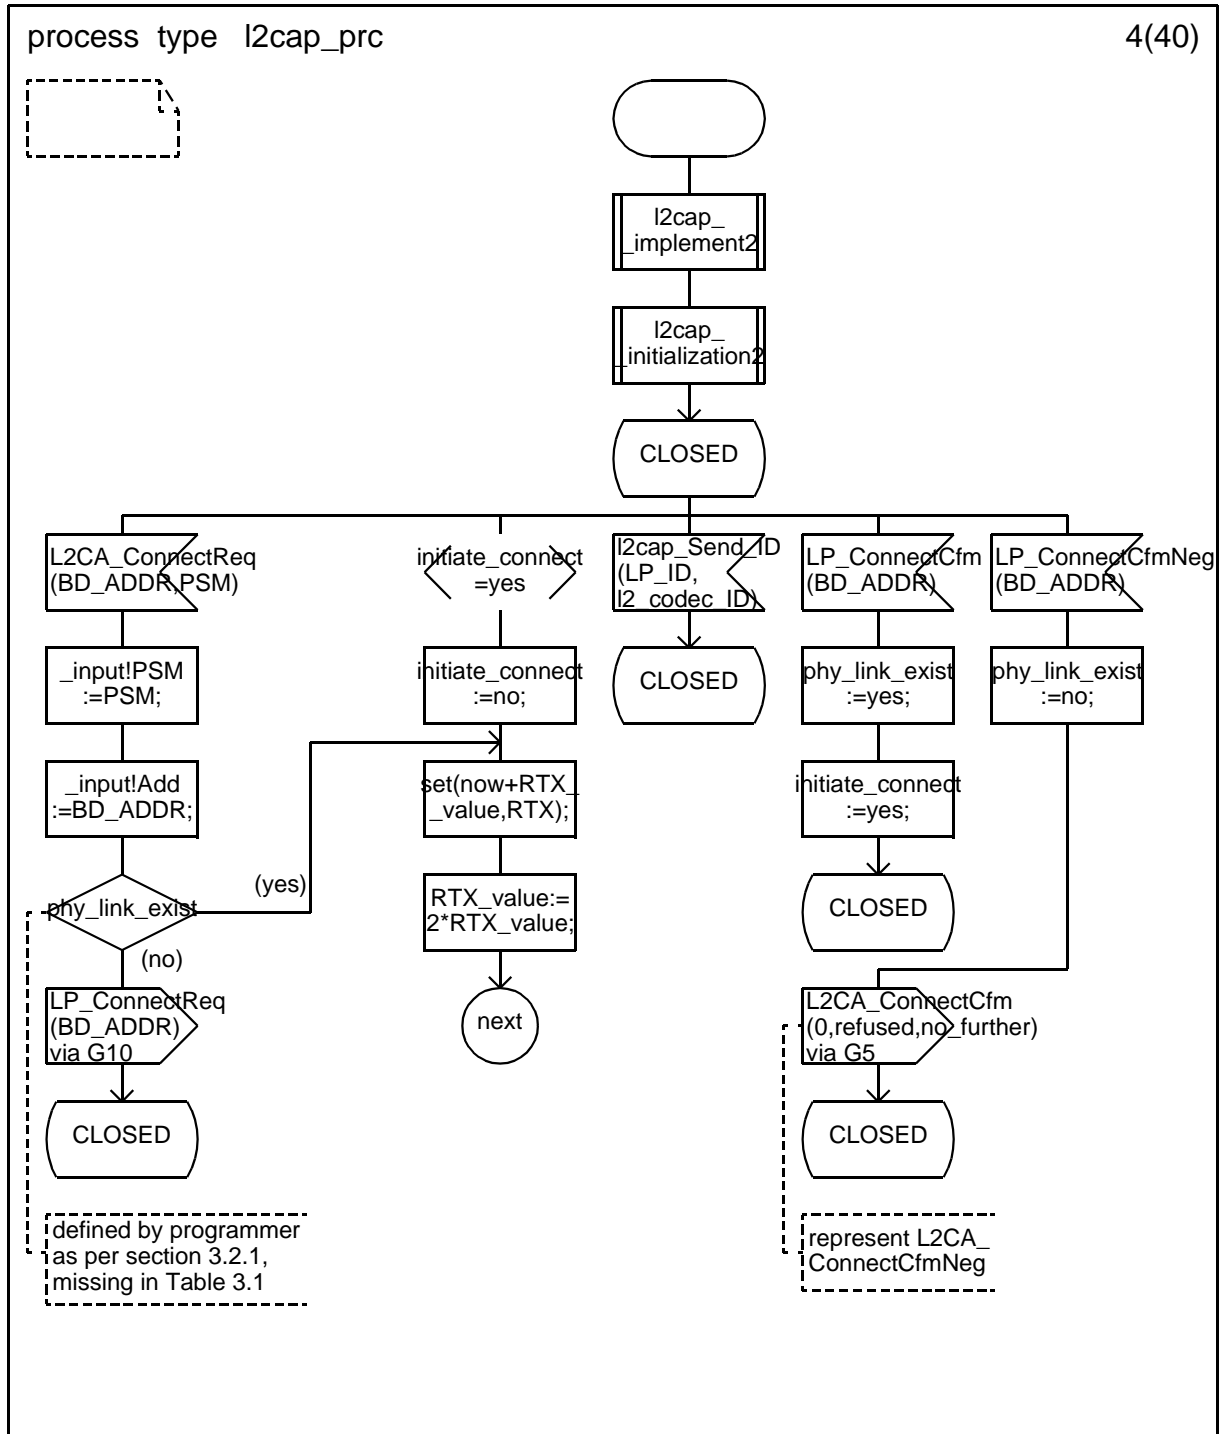 process type l2cap_prc
4(40)
l2cap_
_implement2
l2cap_
_initialization2
CLOSED
L2CA_ConnectReq
(BD_ADDR,PSM)
initiate_connect
=yes
l2cap_Send_ID
(LP_ID,
l2_codec_ID)
LP_ConnectCfm
(BD_ADDR)
LP_ConnectCfmNeg
(BD_ADDR)
_input!PSM
:=PSM;
initiate_connect
:=no;
CLOSED
phy_link_exist
:=yes;
phy_link_exist
:=no;
_input!Add
:=BD_ADDR;
set(now+RTX_
_value,RTX);
initiate_connect
:=yes;
phy_link_exist
(yes)
(no)
RTX_value:=
2*RTX_value;
CLOSED
LP_ConnectReq
(BD_ADDR)
via G10
next
L2CA_ConnectCfm
(0,refused,no_further)
via G5
CLOSED
CLOSED
defined by programmer
as per section 3.2.1,
missing in Table 3.1
represent L2CA_
ConnectCfmNeg